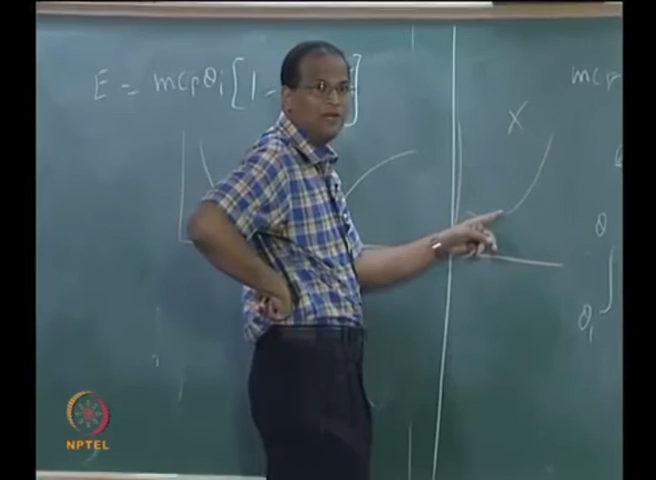 E = mcpθi [1 - ]
mcp
X
θ
∫
θi
NPTEL